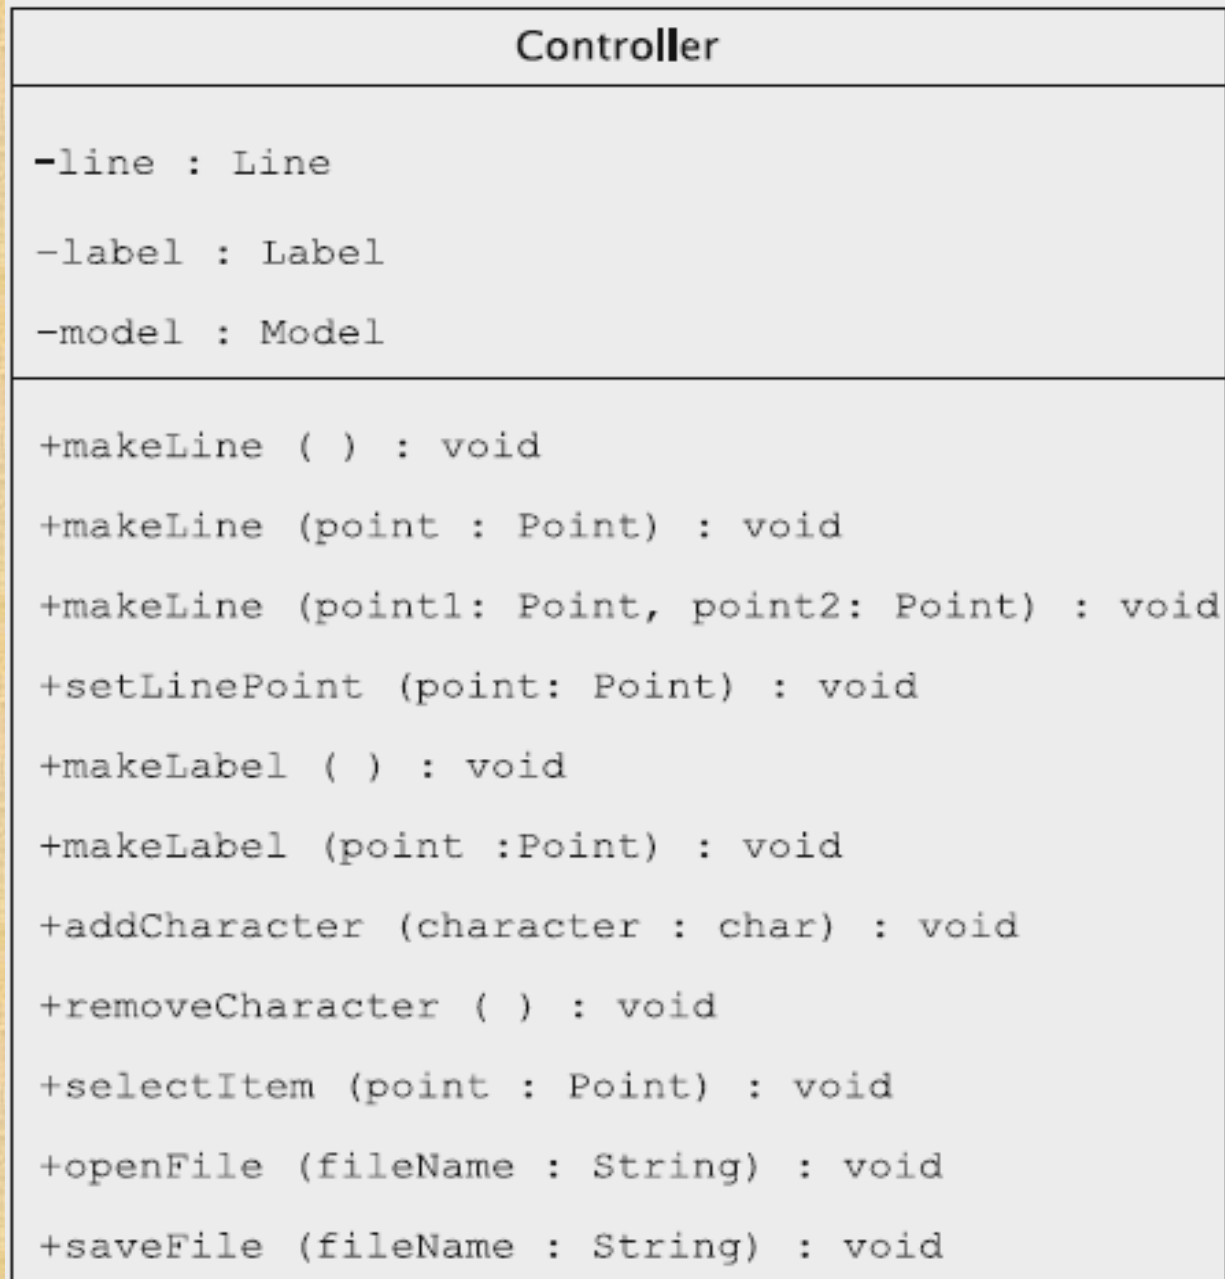 Controller
-line : Line
-label : Label
-model : Model
+makeLine ( ) : void
+makeLine (point : Point) : void
+makeLine (point1: Point, point2: Point) : void
+setLinePoint (point: Point) : void
+makeLabel ( ) : void
+makeLabel (point :Point) : void
+addCharacter (character : char) : void
+removeCharacter ( ) : void
+selectItem (point : Point) : void
+openFile (fileName : String) : void
+saveFile (fileName : String) : void